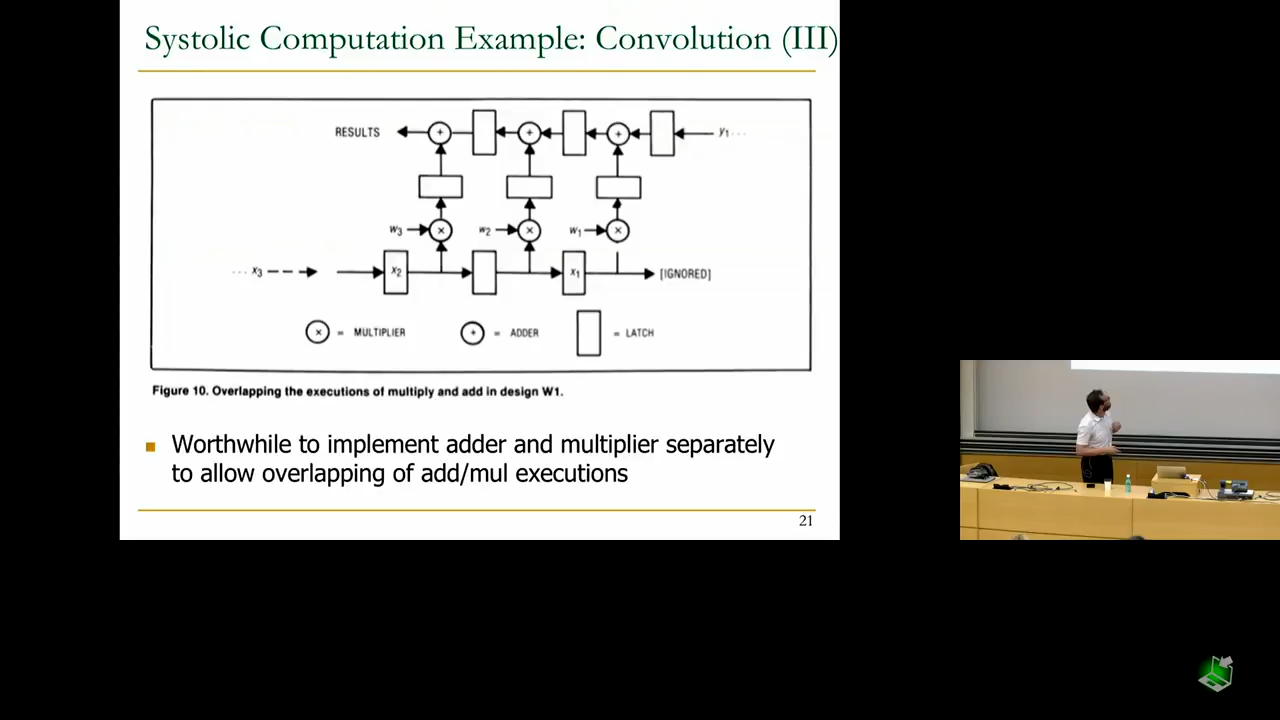 Systolic Computation Example: Convolution (III)
RESULTS y₁ ···
w₃ × w₂ × w₁ ×
··· x₃ x₂ x₁ [IGNORED]
× = MULTIPLIER + = ADDER = LATCH
Figure 10. Overlapping the executions of multiply and add in design W1.
Worthwhile to implement adder and multiplier separately
to allow overlapping of add/mul executions
21